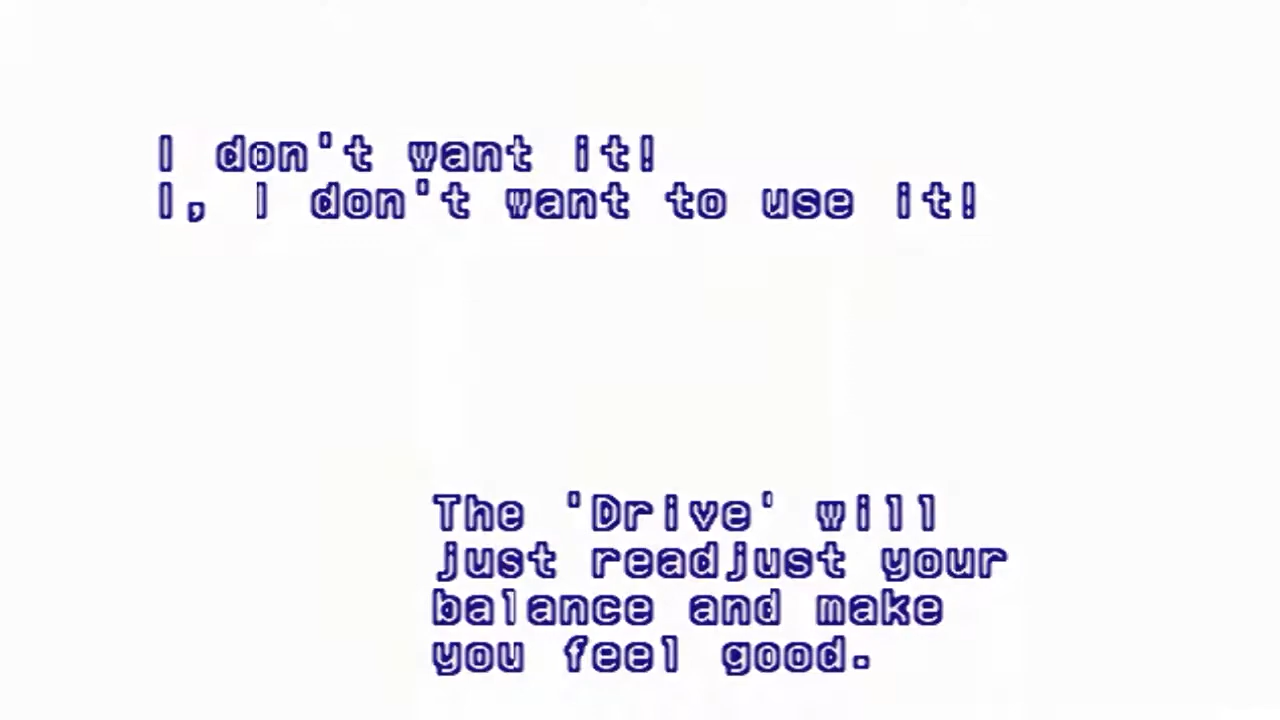 I don't want it!
I, I don't want to use it!
The 'Drive' will
just readjust your
balance and make
you feel good.